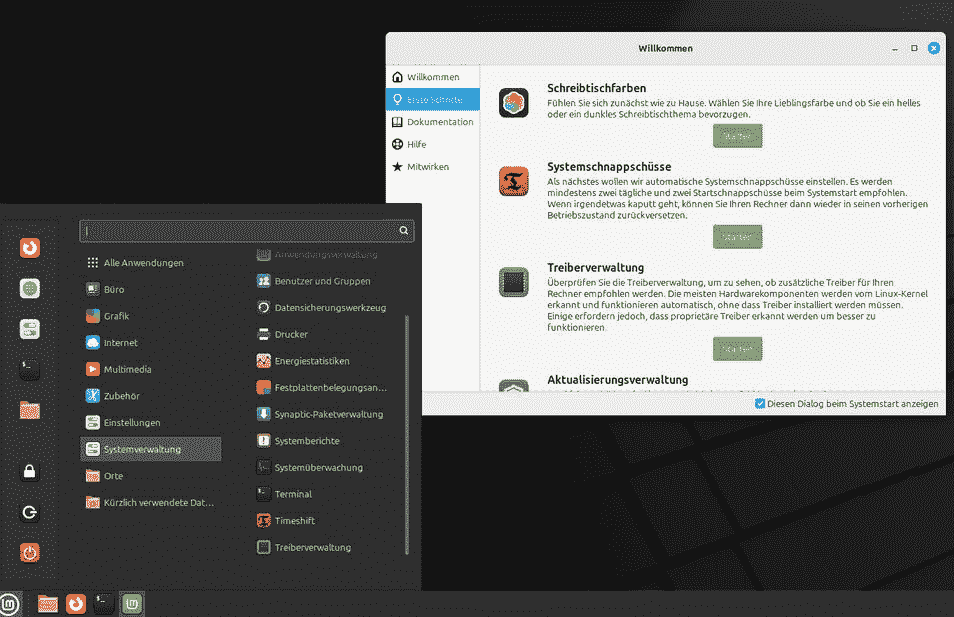 Willkommen
Willkommen
Erste Schritte
Dokumentation
Hilfe
Mitwirken
Schreibtischfarben
Fühlen Sie sich zunächst wie zu Hause. Wählen Sie Ihre Lieblingsfarbe und ob Sie ein helles
oder ein dunkles Schreibtischthema bevorzugen.
Starten
Systemschnappschüsse
Als nächstes wollen wir automatische Systemschnappschüsse einstellen. Es werden
mindestens zwei tägliche und zwei Startschnappschüsse beim Systemstart empfohlen.
Wenn irgendetwas kaputt geht, können Sie Ihren Rechner dann wieder in seinen vorherigen
Betriebszustand zurückversetzen.
Starten
Treiberverwaltung
Überprüfen Sie die Treiberverwaltung, um zu sehen, ob zusätzliche Treiber für Ihren
Rechner empfohlen werden. Die meisten Hardwarekomponenten werden vom Linux-Kernel
erkannt und funktionieren automatisch, ohne dass Treiber installiert werden müssen.
Einige erfordern jedoch, dass proprietäre Treiber erkannt werden um besser zu
funktionieren.
Starten
Aktualisierungsverwaltung
Diesen Dialog beim Systemstart anzeigen
Alle Anwendungen
Büro
Grafik
Internet
Multimedia
Zubehör
Einstellungen
Systemverwaltung
Orte
Kürzlich verwendete Dat...
Anwendungsverwaltung
Benutzer und Gruppen
Datensicherungswerkzeug
Drucker
Energiestatistiken
Festplattenbelegungsan...
Synaptic-Paketverwaltung
Systemberichte
Systemüberwachung
Terminal
Timeshift
Treiberverwaltung